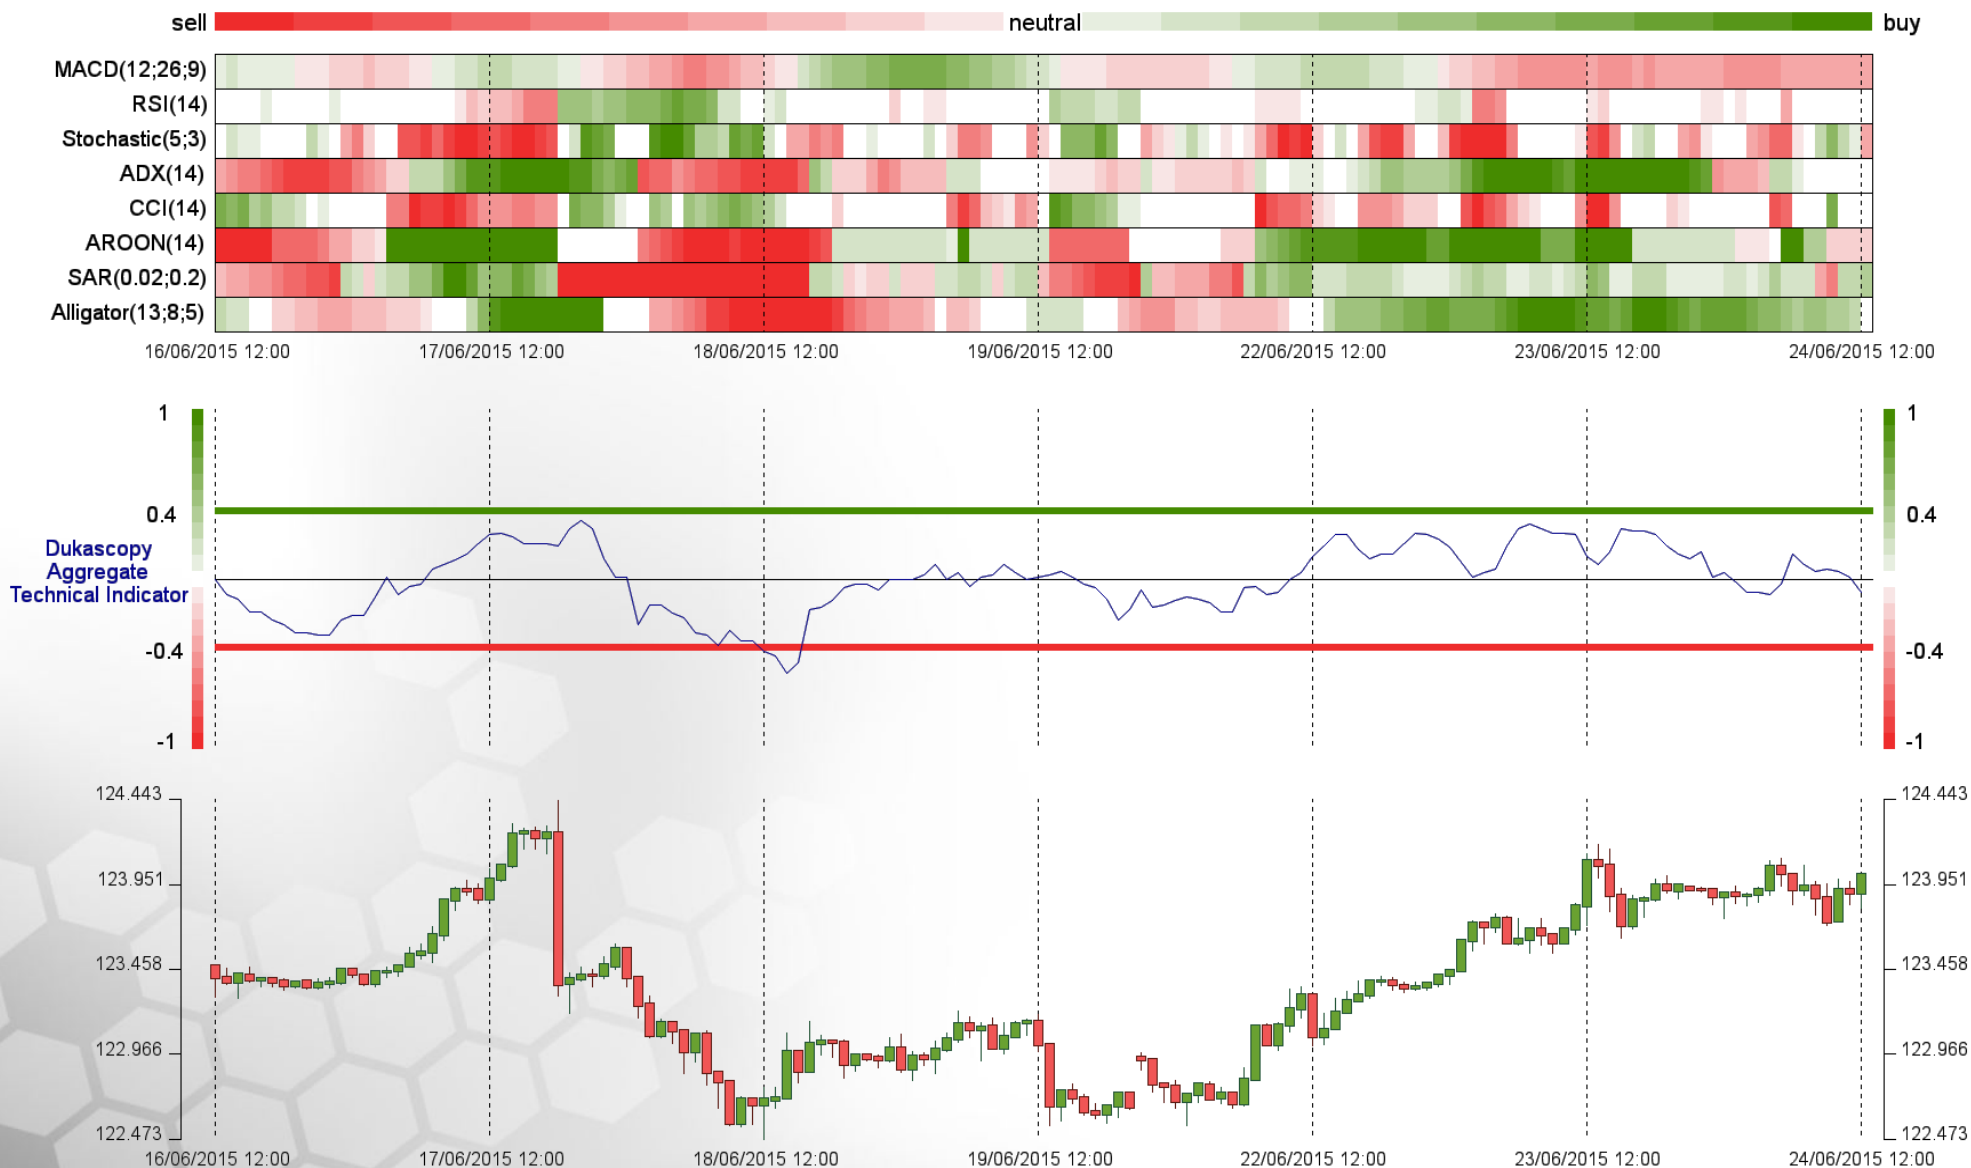 sell neutral buy
MACD(12;26;9)
RSI(14)
Stochastic(5;3)
ADX(14)
CCI(14)
AROON(14)
SAR(0.02;0.2)
Alligator(13;8;5)
16/06/2015 12:00 17/06/2015 12:00 18/06/2015 12:00 19/06/2015 12:00 22/06/2015 12:00 23/06/2015 12:00 24/06/2015 12:00
1 1
0.4 0.4
Dukascopy
Aggregate
Technical Indicator
-0.4 -0.4
-1 -1
124.443 124.443
123.951 123.951
123.458 123.458
122.966 122.966
122.473 122.473
16/06/2015 12:00 17/06/2015 12:00 18/06/2015 12:00 19/06/2015 12:00 22/06/2015 12:00 23/06/2015 12:00 24/06/2015 12:00